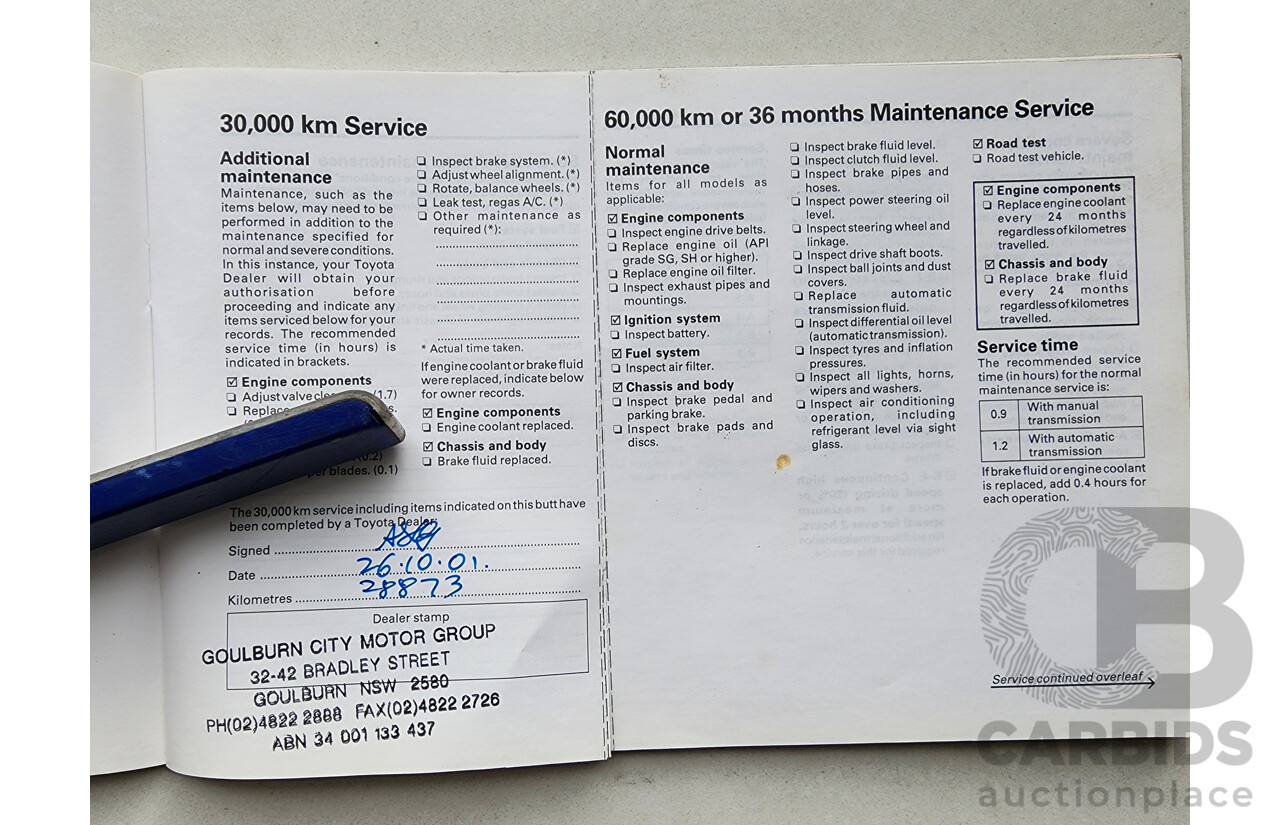 30,000 km Service
Additional
maintenance
Maintenance, such as the
items below, may need to be
performed in addition to the
maintenance specified for
normal and severe conditions.
In this instance, your Toyota
Dealer will obtain your
authorisation before
proceeding and indicate any
items serviced below for your
records. The recommended
service time (in hours) is
indicated in brackets.
☑ Engine components
❏ Adjust valve (1.7)
❏
blades. (0.1)
❏ Inspect brake system. (*)
❏ Adjust wheel alignment. (*)
❏ Rotate, balance wheels. (*)
❏ Leak test, regas A/C. (*)
❏ Other maintenance as
required (*):
* Actual time taken.
If engine coolant or brake fluid
were replaced, indicate below
for owner records.
☑ Engine components
❏ Engine coolant replaced.
☑ Chassis and body
❏ Brake fluid replaced.
The 30,000 km service including items indicated on this butt have
been completed by a Toyota Dealer.
Signed
Date 26.10.01.
Kilometres 28873
Dealer stamp
GOULBURN CITY MOTOR GROUP
32-42 BRADLEY STREET
GOULBURN NSW 2580
PH(02)4822 2888 FAX(02)4822 2726
ABN 34 001 133 437
60,000 km or 36 months Maintenance Service
Normal
maintenance
Items for all models as
applicable:
☑ Engine components
❏ Inspect engine drive belts.
❏ Replace engine oil (API
grade SG, SH or higher).
❏ Replace engine oil filter.
❏ Inspect exhaust pipes and
mountings.
☑ Ignition system
❏ Inspect battery.
☑ Fuel system
❏ Inspect air filter.
☑ Chassis and body
❏ Inspect brake pedal and
parking brake.
❏ Inspect brake pads and
discs.
❏ Inspect brake fluid level.
❏ Inspect clutch fluid level.
❏ Inspect brake pipes and
hoses.
❏ Inspect power steering oil
level.
❏ Inspect steering wheel and
linkage.
❏ Inspect drive shaft boots.
❏ Inspect ball joints and dust
covers.
❏ Replace automatic
transmission fluid.
❏ Inspect differential oil level
(automatic transmission).
❏ Inspect tyres and inflation
pressures.
❏ Inspect all lights, horns,
wipers and washers.
❏ Inspect air conditioning
operation, including
refrigerant level via sight
glass.
☑ Road test
❏ Road test vehicle.
☑ Engine components
❏ Replace engine coolant
every 24 months
regardless of kilometres
travelled.
☑ Chassis and body
❏ Replace brake fluid
every 24 months
regardless of kilometres
travelled.
Service time
The recommended service
time (in hours) for the normal
maintenance service is:
0.9 With manual
transmission
1.2 With automatic
transmission
If brake fluid or engine coolant
is replaced, add 0.4 hours for
each operation.
Service continued overleaf
CB
CARBIDS
auctionplace